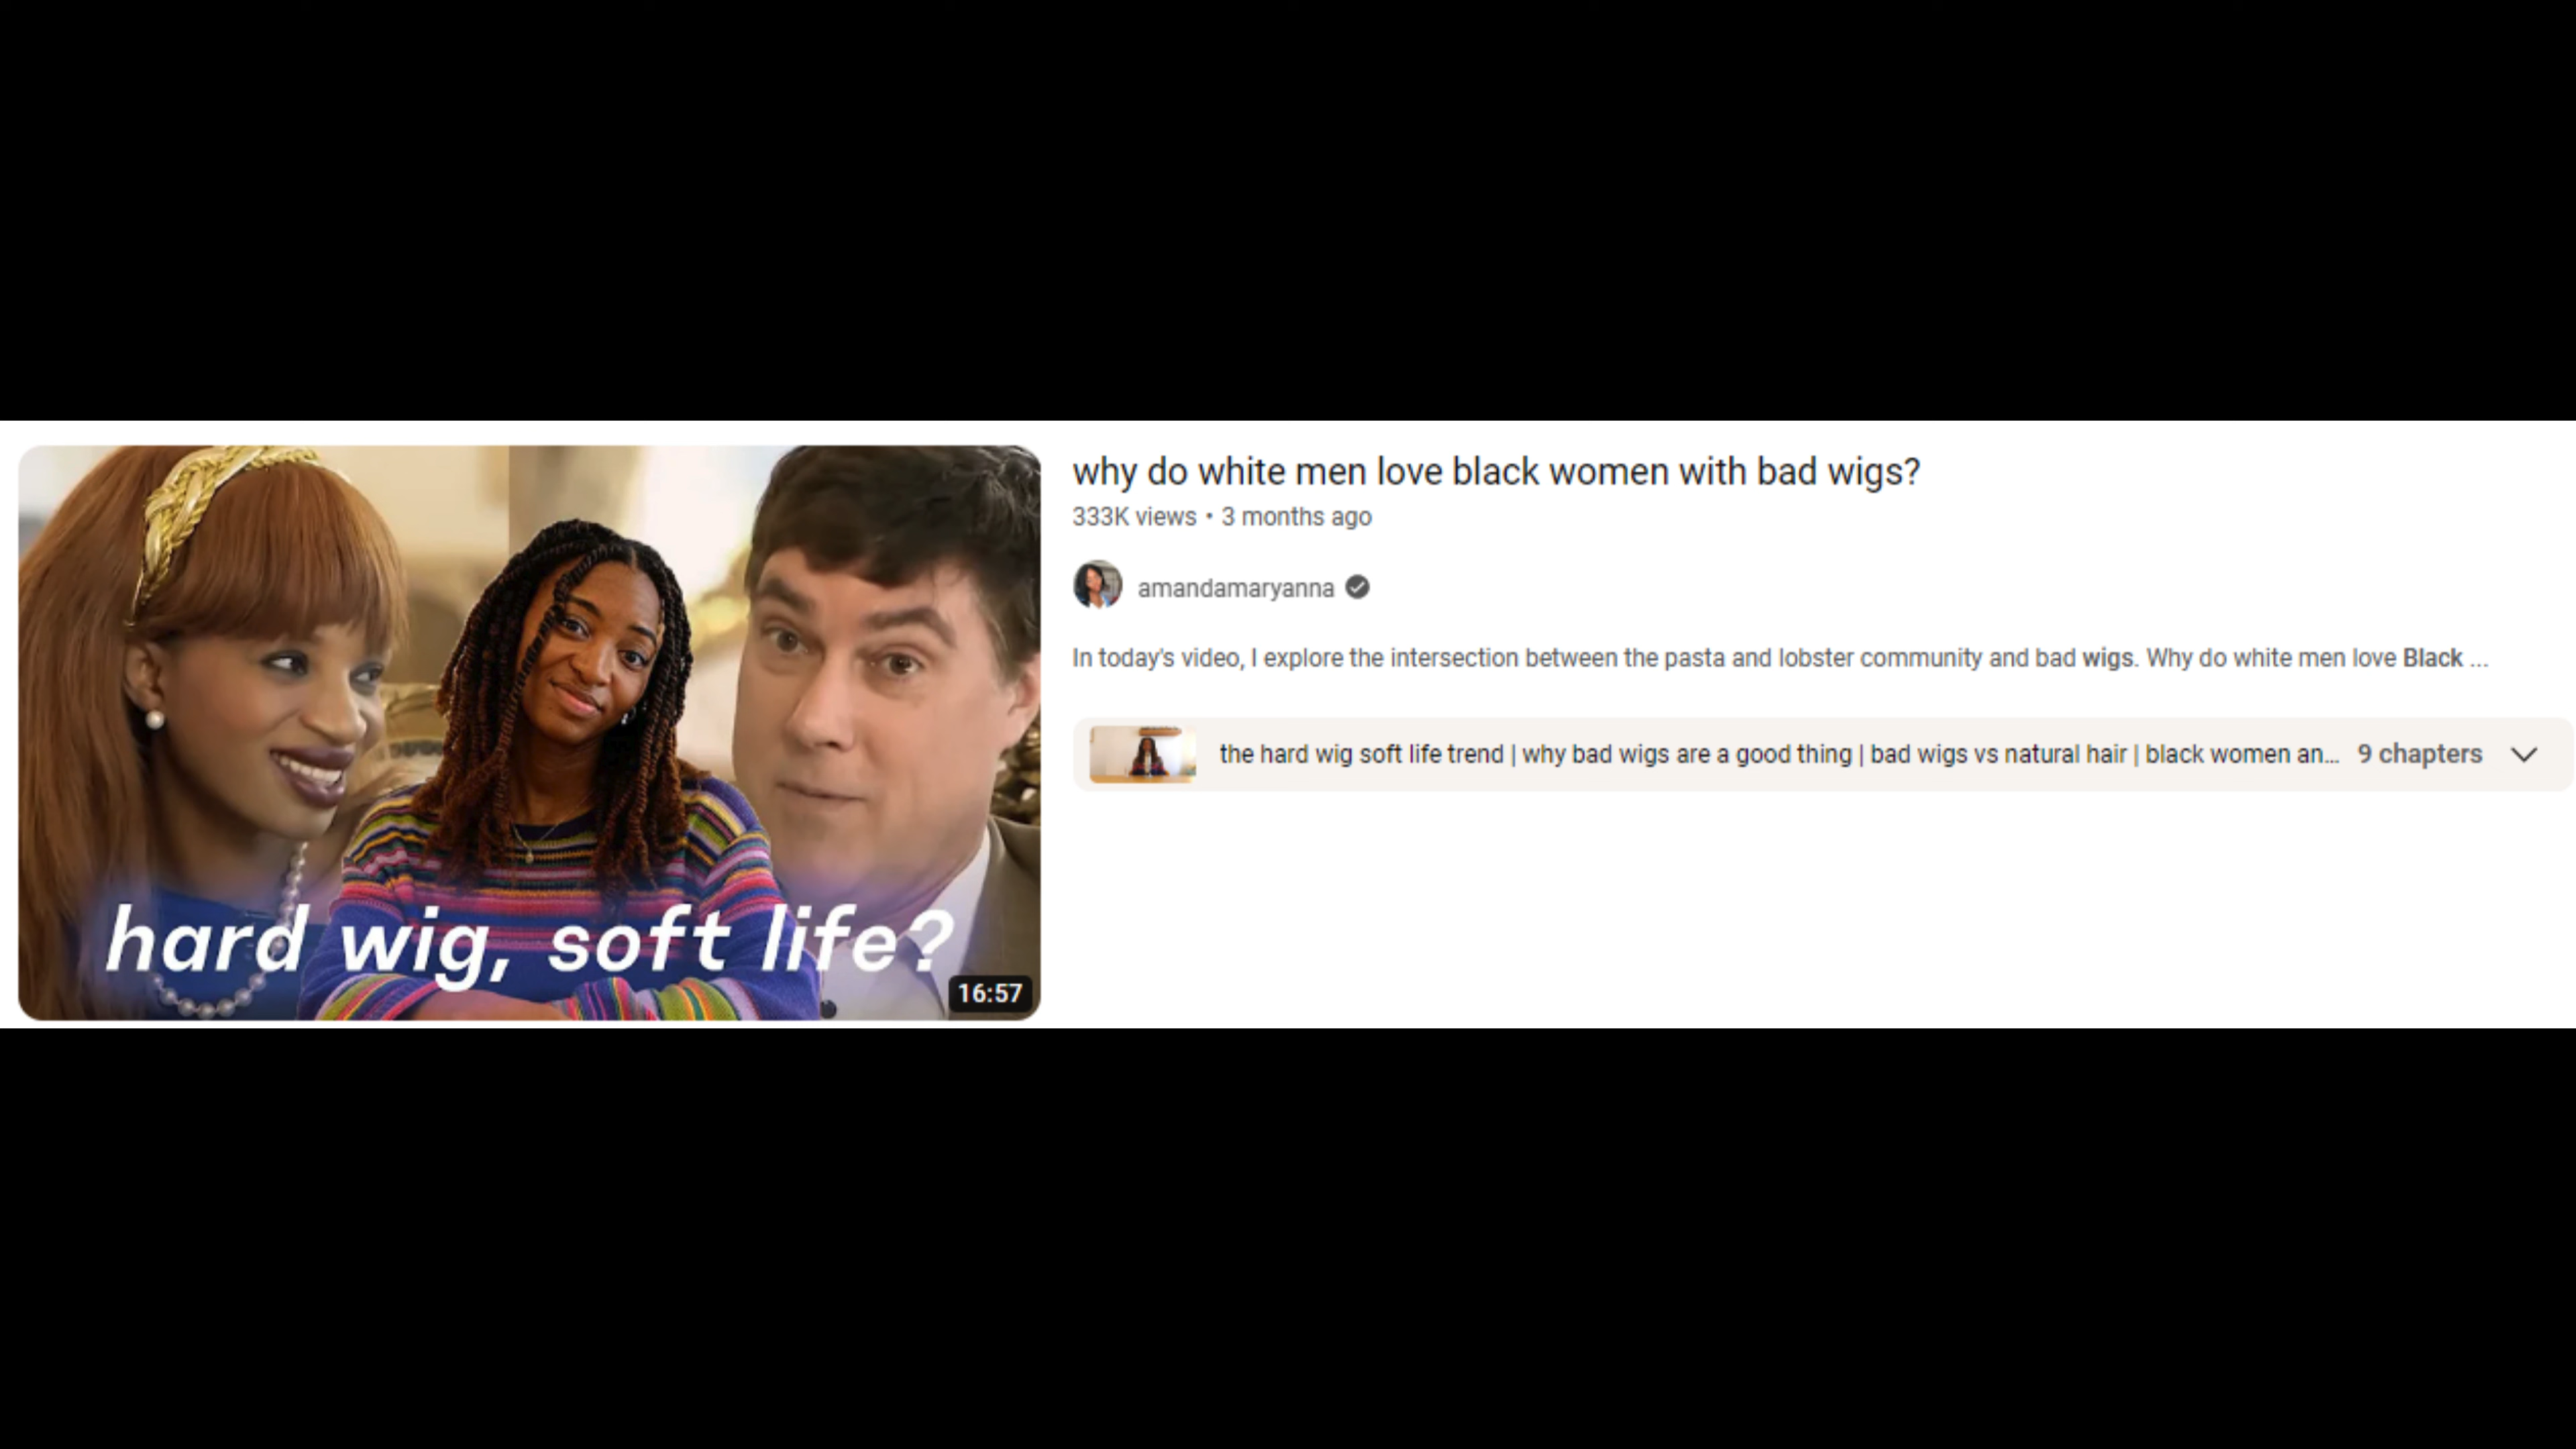 hard wig, soft life?
16:57
why do white men love black women with bad wigs?
333K views • 3 months ago
amandamaryanna
In today's video, I explore the intersection between the pasta and lobster community and bad wigs. Why do white men love Black ...
the hard wig soft life trend | why bad wigs are a good thing | bad wigs vs natural hair | black women an... 9 chapters